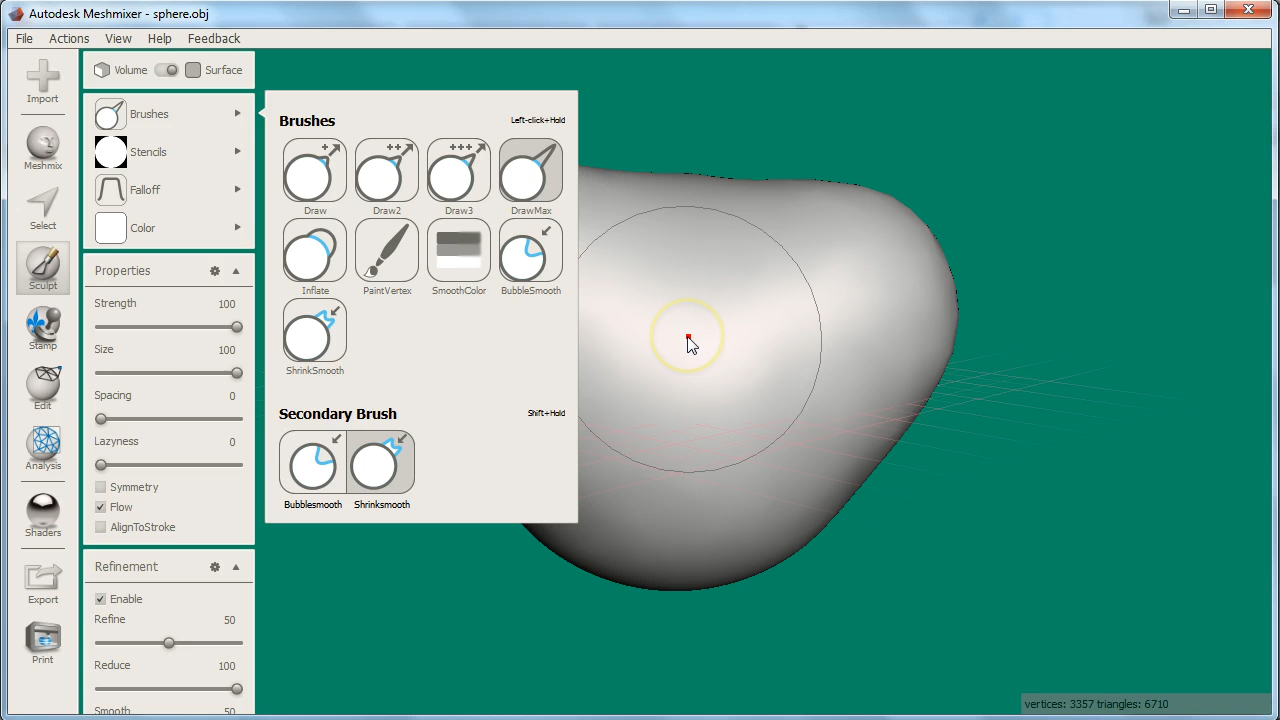 Autodesk Meshmixer - sphere.obj
File Actions View Help Feedback
Import
Meshmix
Select
Sculpt
Stamp
Edit
Analysis
Shaders
Export
Print
Volume Surface
Brushes
Stencils
Falloff
Color
Properties
Strength 100
Size 100
Spacing 0
Lazyness 0
Symmetry
Flow
AlignToStroke
Refinement
Enable
Refine 50
Reduce 100
Smooth 50
Brushes Left-click+Hold
Draw Draw2 Draw3 DrawMax
Inflate PaintVertex SmoothColor BubbleSmooth
ShrinkSmooth
Secondary Brush Shift+Hold
Bubblesmooth Shrinksmooth
vertices: 3357 triangles: 6710